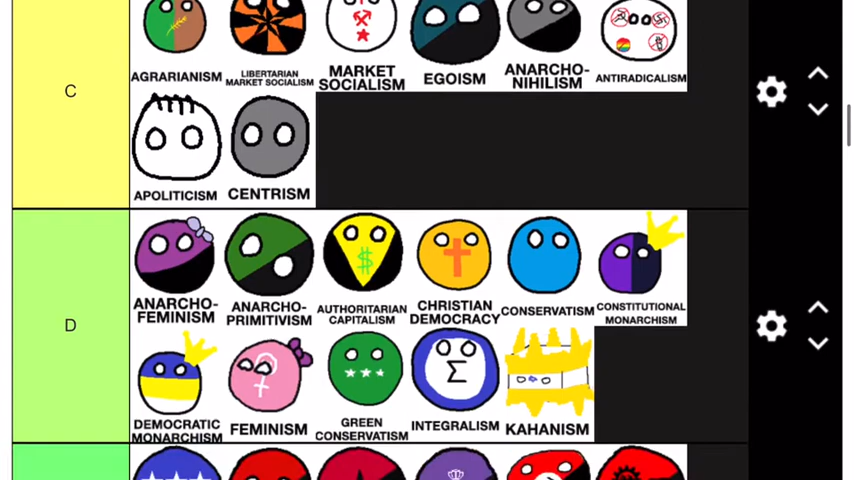 C
AGRARIANISM
LIBERTARIAN
MARKET SOCIALISM
MARKET
SOCIALISM
EGOISM
ANARCHO-
NIHILISM
ANTIRADICALISM
APOLITICISM
CENTRISM
D
$
ANARCHO-
FEMINISM
ANARCHO-
PRIMITIVISM
AUTHORITARIAN
CAPITALISM
CHRISTIAN
DEMOCRACY
CONSERVATISM
CONSTITUTIONAL
MONARCHISM
Σ
DEMOCRATIC
MONARCHISM
FEMINISM
GREEN
CONSERVATISM
INTEGRALISM
KAHANISM